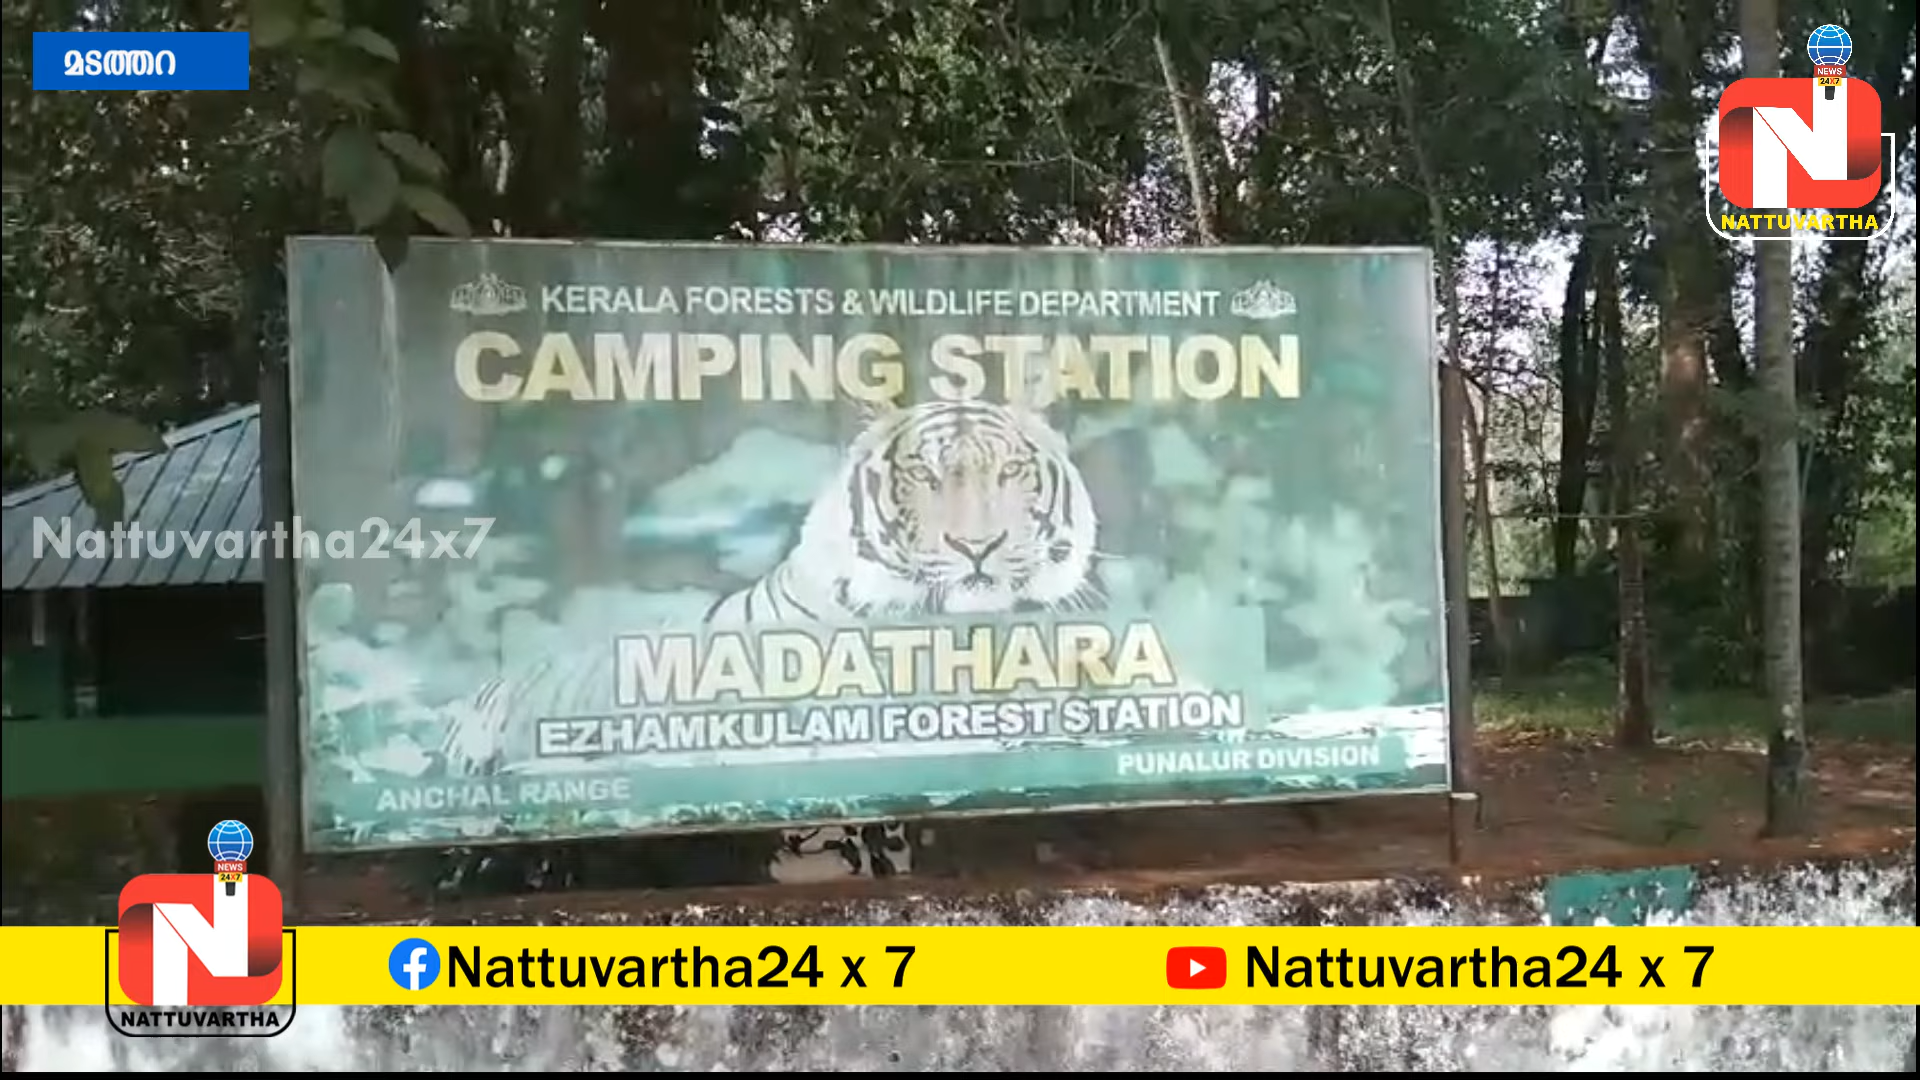 മടത്തറ
NEWS
24X7
NATTUVARTHA
KERALA FORESTS & WILDLIFE DEPARTMENT
CAMPING STATION
Nattuvartha24x7
MADATHARA
EZHAMKULAM FOREST STATION
PUNALUR DIVISION
ANCHAL RANGE
NEWS
24X7
NATTUVARTHA
Nattuvartha24 x 7
Nattuvartha24 x 7